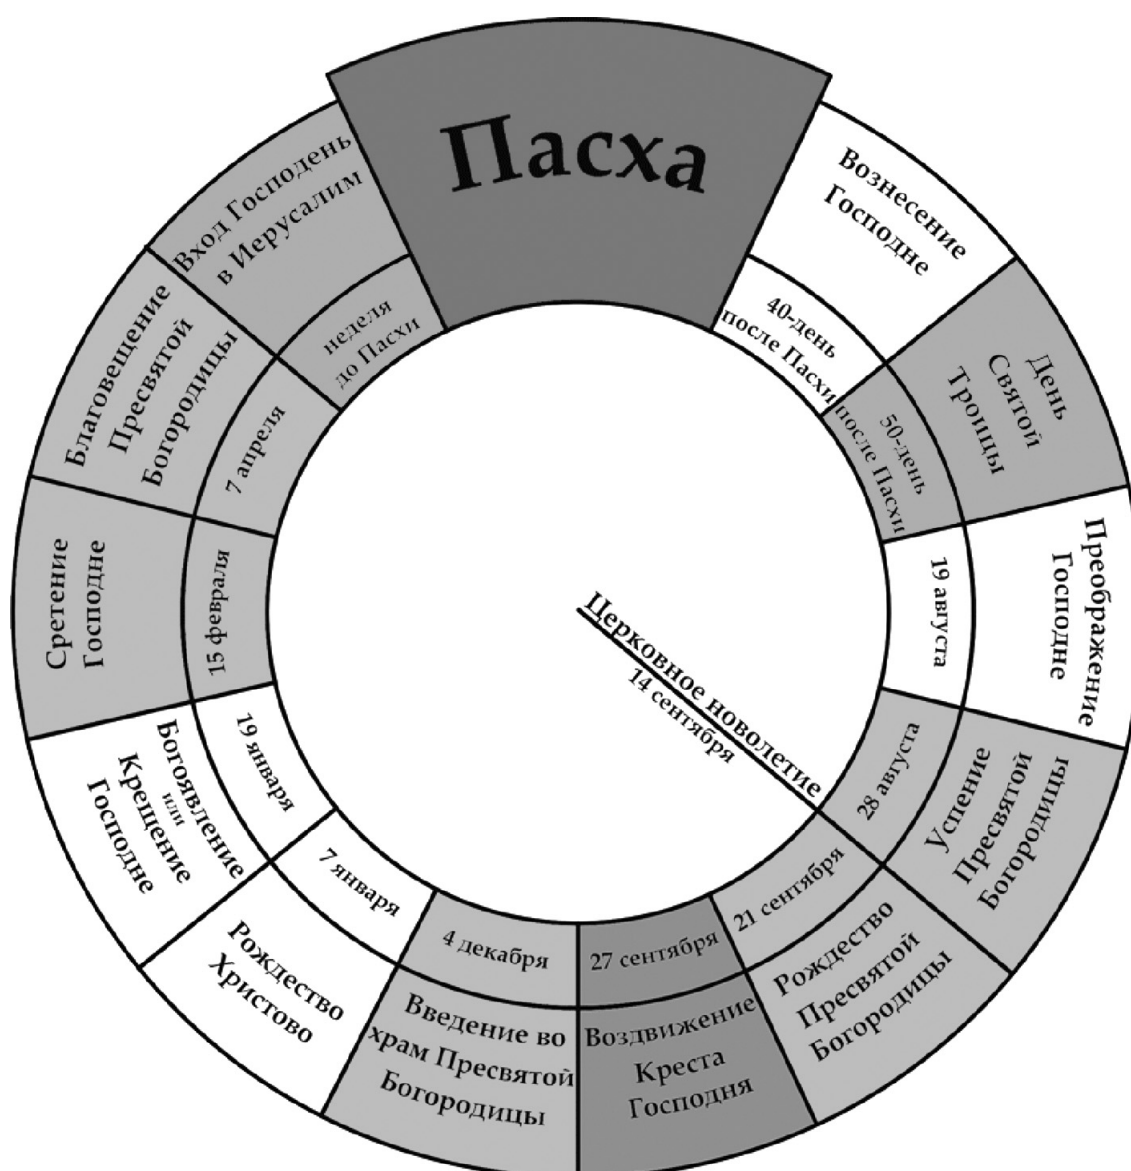 Пасха
Вознесение
Господне
40-день
после Пасхи
День
Святой
Троицы
50-день
после Пасхи
Преображение
Господне
19 августа
Успение
Пресвятой
Богородицы
28 августа
Церковное новолетие
14 сентября
Рождество
Пресвятой
Богородицы
21 сентября
Воздвижение
Креста
Господня
27 сентября
Введение во
храм Пресвятой
Богородицы
4 декабря
Рождество
Христово
7 января
Богоявление
или
Крещение
Господне
19 января
Сретение
Господне
15 февраля
Благовещение
Пресвятой
Богородицы
7 апреля
Вход Господень
в Иерусалим
неделя
до Пасхи